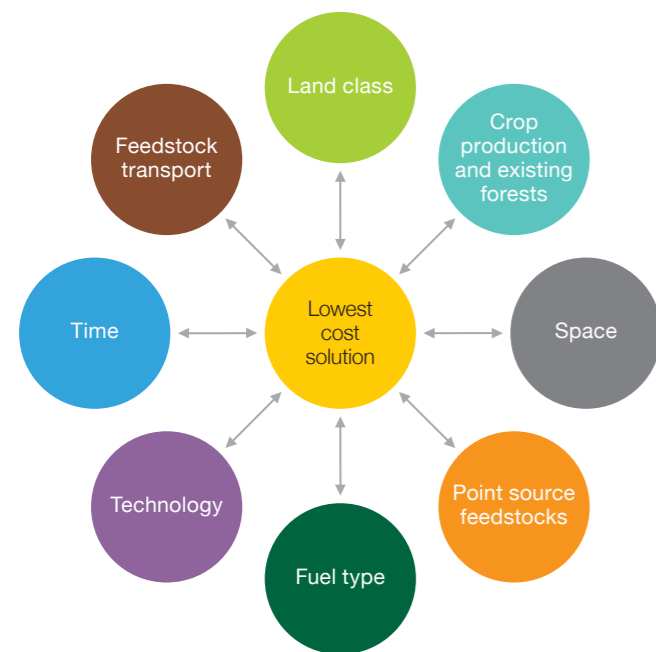 Land class
Feedstock
transport
Crop
production
and existing
forests
Time
Lowest
cost
solution
Space
Technology
Point source
feedstocks
Fuel type